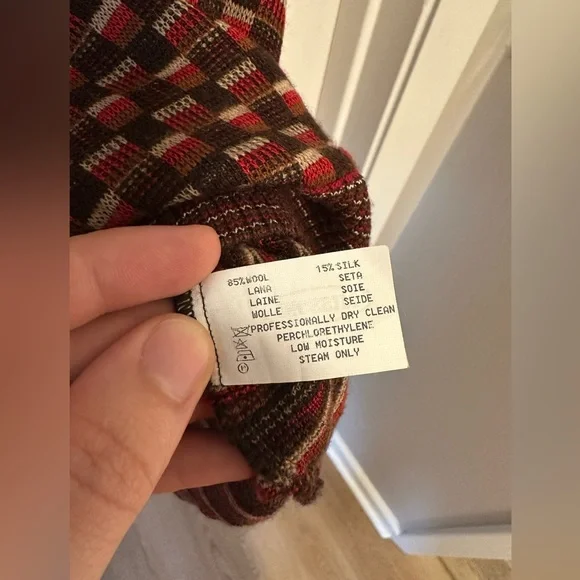 85%WOOL 15%SILK
LANA SETA
LAINE SOIE
WOLLE SEIDE
PROFESSIONALLY DRY CLEAN
PERCHLORETHYLENE
LOW MOISTURE
STEAM ONLY